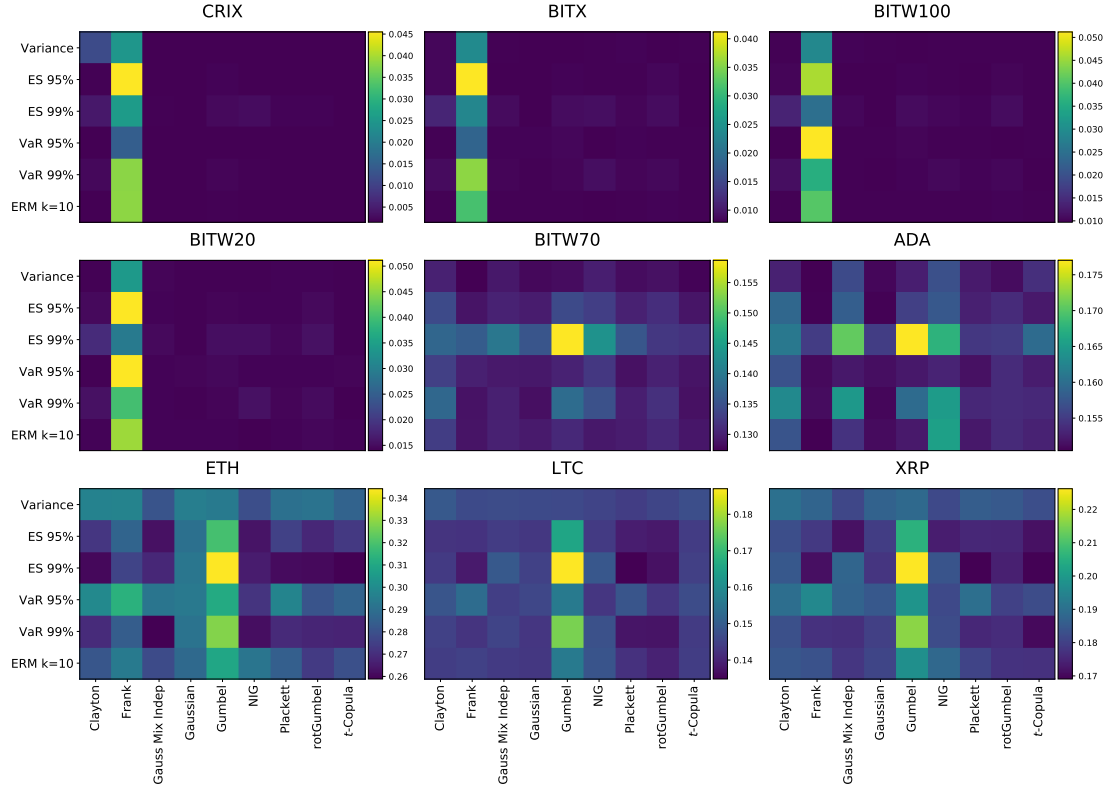 CRIX
BITX
BITW100
Variance
ES 95%
ES 99%
VaR 95%
VaR 99%
ERM k=10
0.045
0.040
0.035
0.030
0.025
0.020
0.015
0.010
0.005
0.040
0.035
0.030
0.025
0.020
0.015
0.010
0.050
0.045
0.040
0.035
0.030
0.025
0.020
0.015
0.010
BITW20
BITW70
ADA
Variance
ES 95%
ES 99%
VaR 95%
VaR 99%
ERM k=10
0.050
0.045
0.040
0.035
0.030
0.025
0.020
0.015
0.155
0.150
0.145
0.140
0.135
0.130
0.175
0.170
0.165
0.160
0.155
ETH
LTC
XRP
Variance
ES 95%
ES 99%
VaR 95%
VaR 99%
ERM k=10
0.34
0.33
0.32
0.31
0.30
0.29
0.28
0.27
0.26
0.18
0.17
0.16
0.15
0.14
0.22
0.21
0.20
0.19
0.18
0.17
Clayton
Frank
Gauss Mix Indep
Gaussian
Gumbel
NIG
Plackett
rotGumbel
t-Copula
Clayton
Frank
Gauss Mix Indep
Gaussian
Gumbel
NIG
Plackett
rotGumbel
t-Copula
Clayton
Frank
Gauss Mix Indep
Gaussian
Gumbel
NIG
Plackett
rotGumbel
t-Copula